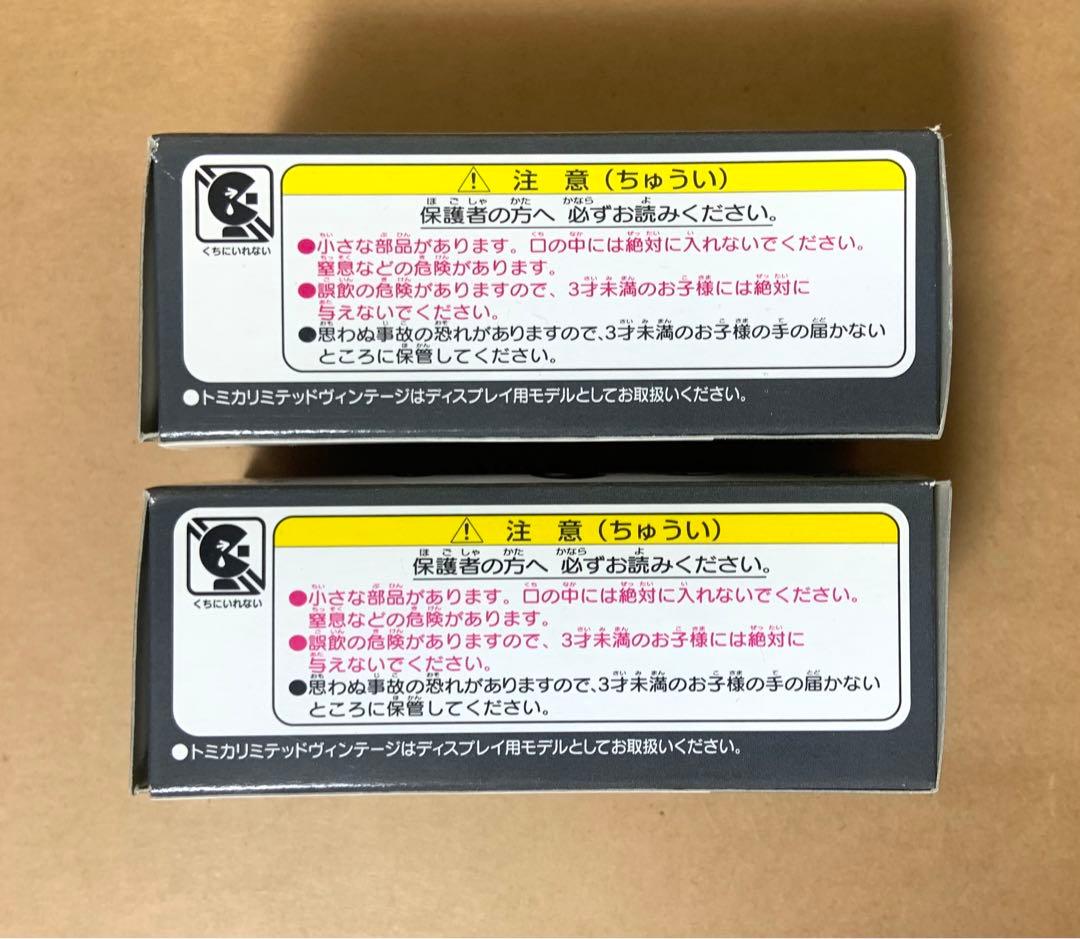 ⚠ 注 意（ちゅうい）
保護者の方へ 必ずお読みください。
くちにいれない
●小さな部品があります。口の中には絶対に入れないでください。
窒息などの危険があります。
●誤飲の危険がありますので、3才未満のお子様には絶対に
与えないでください。
●思わぬ事故の恐れがありますので、3才未満のお子様の手の届かない
ところに保管してください。
●トミカリミテッドヴィンテージはディスプレイ用モデルとしてお取扱いください。
⚠ 注 意（ちゅうい）
保護者の方へ 必ずお読みください。
くちにいれない
●小さな部品があります。口の中には絶対に入れないでください。
窒息などの危険があります。
●誤飲の危険がありますので、3才未満のお子様には絶対に
与えないでください。
●思わぬ事故の恐れがありますので、3才未満のお子様の手の届かない
ところに保管してください。
●トミカリミテッドヴィンテージはディスプレイ用モデルとしてお取扱いください。